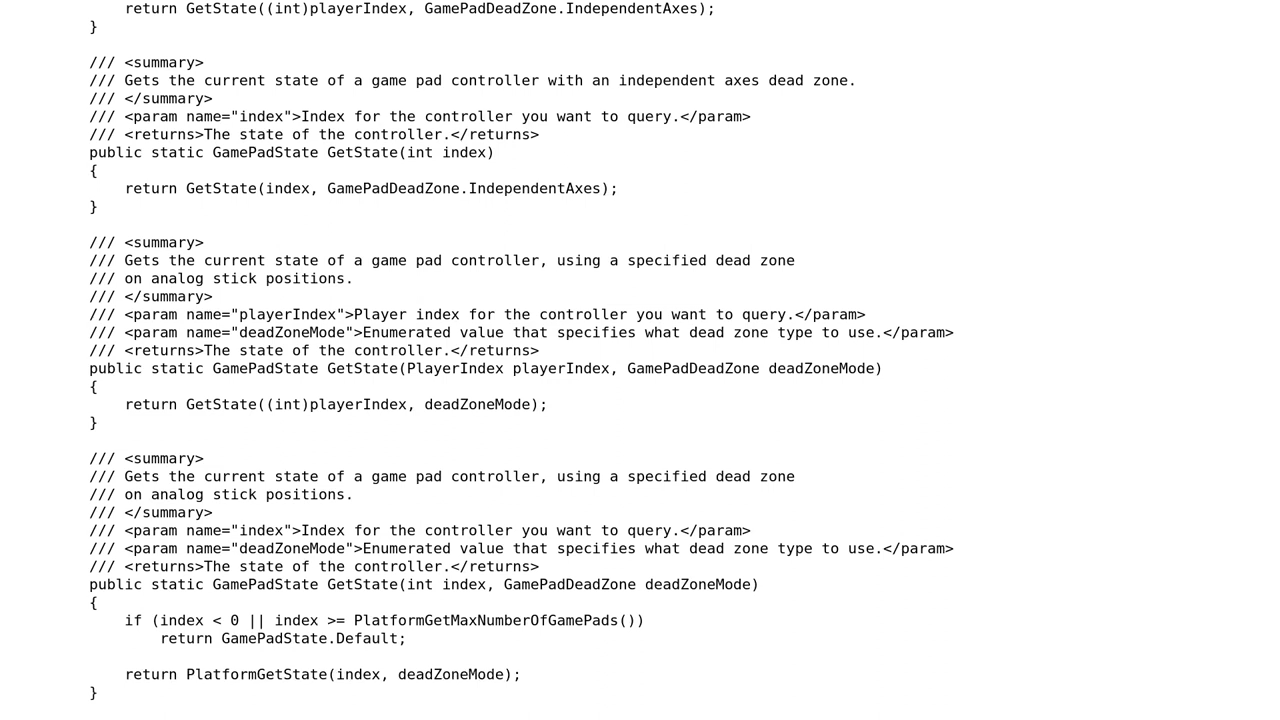 return GetState((int)playerIndex, GamePadDeadZone.IndependentAxes);
}

/// <summary>
/// Gets the current state of a game pad controller with an independent axes dead zone.
/// </summary>
/// <param name="index">Index for the controller you want to query.</param>
/// <returns>The state of the controller.</returns>
public static GamePadState GetState(int index)
{
    return GetState(index, GamePadDeadZone.IndependentAxes);
}

/// <summary>
/// Gets the current state of a game pad controller, using a specified dead zone
/// on analog stick positions.
/// </summary>
/// <param name="playerIndex">Player index for the controller you want to query.</param>
/// <param name="deadZoneMode">Enumerated value that specifies what dead zone type to use.</param>
/// <returns>The state of the controller.</returns>
public static GamePadState GetState(PlayerIndex playerIndex, GamePadDeadZone deadZoneMode)
{
    return GetState((int)playerIndex, deadZoneMode);
}

/// <summary>
/// Gets the current state of a game pad controller, using a specified dead zone
/// on analog stick positions.
/// </summary>
/// <param name="index">Index for the controller you want to query.</param>
/// <param name="deadZoneMode">Enumerated value that specifies what dead zone type to use.</param>
/// <returns>The state of the controller.</returns>
public static GamePadState GetState(int index, GamePadDeadZone deadZoneMode)
{
    if (index < 0 || index >= PlatformGetMaxNumberOfGamePads())
        return GamePadState.Default;

    return PlatformGetState(index, deadZoneMode);
}